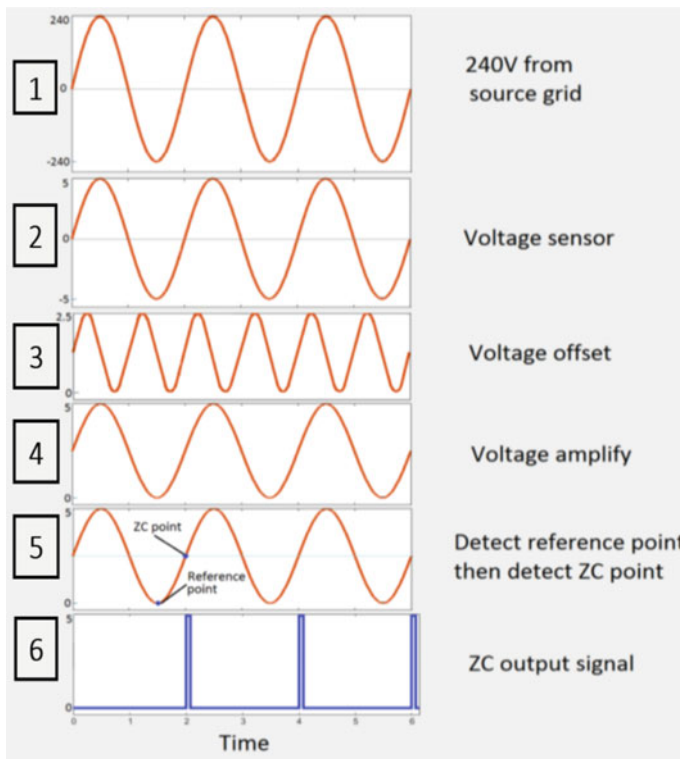 240
1
0
-240
240V from
source grid
5
2
0
-5
Voltage sensor
2.5
3
0
Voltage offset
5
4
0
Voltage amplify
5
5
ZC point
Reference
point
0
Detect reference point
then detect ZC point
5
6
0
ZC output signal
0 1 2 3 4 5 6
Time